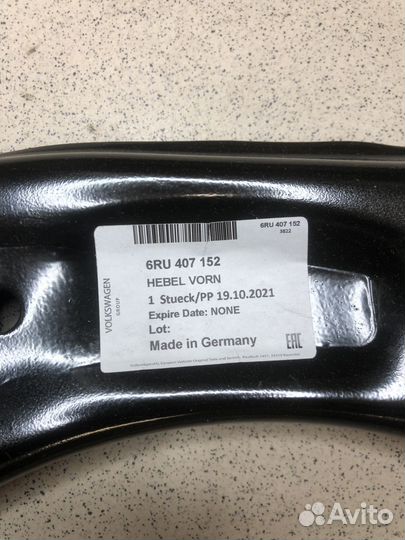 6RU 407 152
3822
6RU 407 152
HEBEL VORN
1 Stueck/PP 19.10.2021
Expire Date: NONE
Lot:
Made in Germany
VOLKSWAGEN
GROUP
EAC
Avito